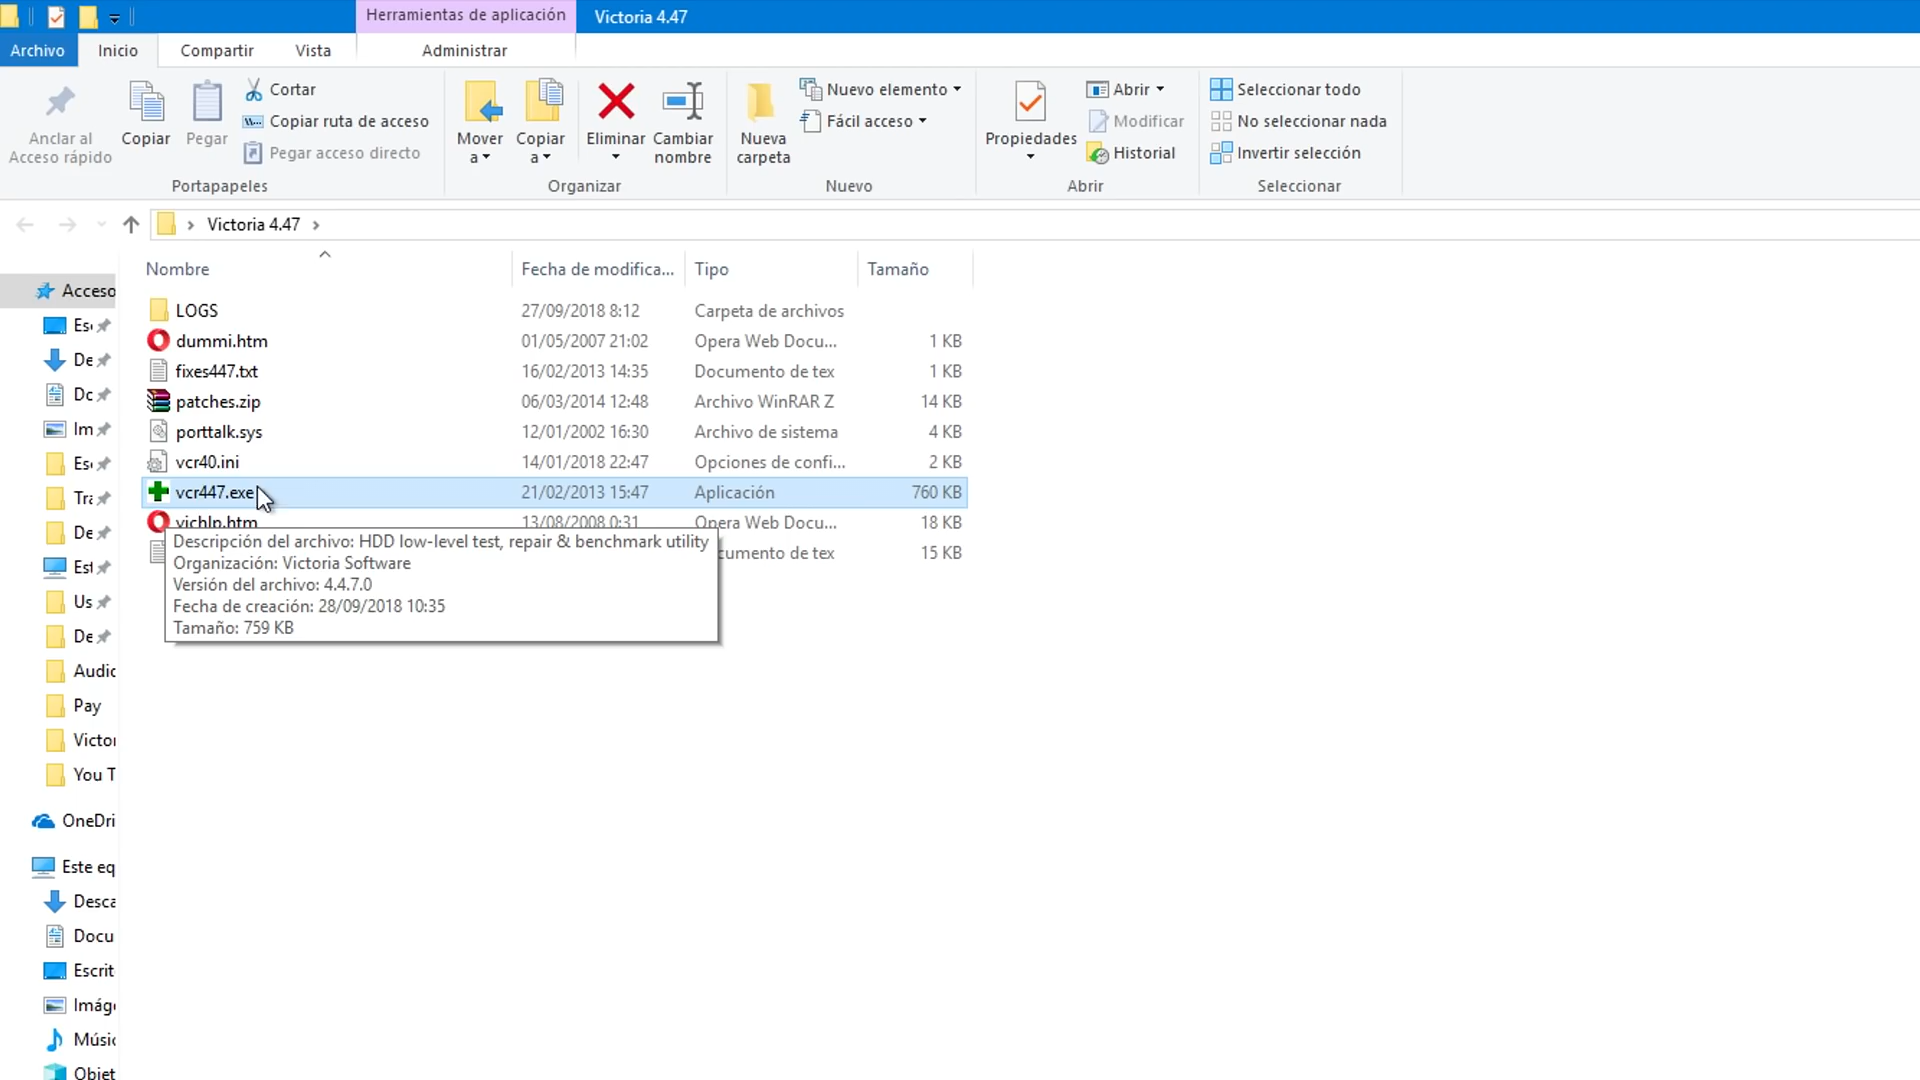 Herramientas de aplicación
Victoria 4.47
Archivo
Inicio
Compartir
Vista
Administrar
Anclar al
Acceso rápido
Copiar
Pegar
Cortar
Copiar ruta de acceso
Pegar acceso directo
Portapapeles
Mover
a
Copiar
a
Eliminar
Cambiar
nombre
Organizar
Nueva
carpeta
Nuevo elemento
Fácil acceso
Nuevo
Propiedades
Abrir
Modificar
Historial
Abrir
Seleccionar todo
No seleccionar nada
Invertir selección
Seleccionar
Victoria 4.47
Nombre Fecha de modifica... Tipo Tamaño
LOGS 27/09/2018 8:12 Carpeta de archivos
dummi.htm 01/05/2007 21:02 Opera Web Docu... 1 KB
fixes447.txt 16/02/2013 14:35 Documento de tex 1 KB
patches.zip 06/03/2014 12:48 Archivo WinRAR Z 14 KB
porttalk.sys 12/01/2002 16:30 Archivo de sistema 4 KB
vcr40.ini 14/01/2018 22:47 Opciones de confi... 2 KB
vcr447.exe 21/02/2013 15:47 Aplicación 760 KB
vichlp.htm 13/08/2008 0:31 Opera Web Docu... 18 KB
cumento de tex 15 KB
Descripción del archivo: HDD low-level test, repair & benchmark utility
Organización: Victoria Software
Versión del archivo: 4.4.7.0
Fecha de creación: 28/09/2018 10:35
Tamaño: 759 KB
Acceso
Es
De
Dc
Im
Es
Tra
De
Est
Us
De
Audio
Pay
Victor
You T
OneDri
Este eq
Desca
Docu
Escrit
Imáge
Músic
Objet